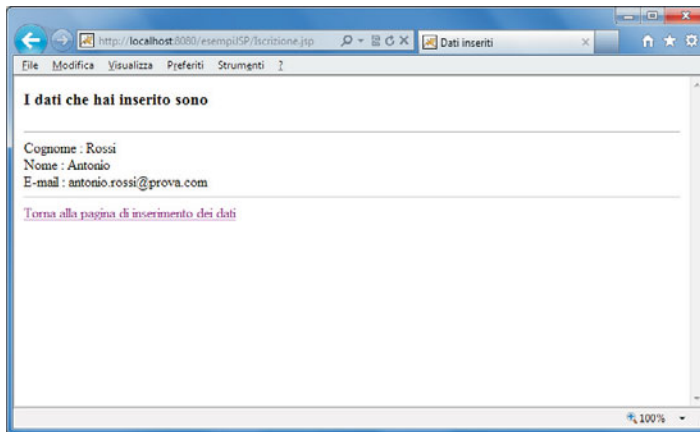 http://localhost:8080/esempiJSP/Iscrizione.jsp
Dati inseriti
File Modifica Visualizza Preferiti Strumenti ?
I dati che hai inserito sono
Cognome : Rossi
Nome : Antonio
E-mail : antonio.rossi@prova.com
Torna alla pagina di inserimento dei dati
100%